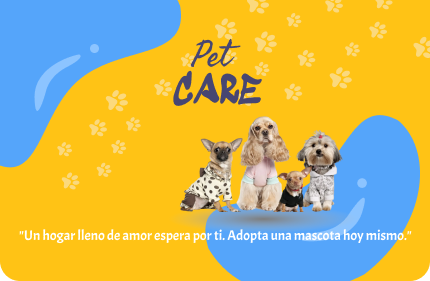 Pet
CARE
"Un hogar lleno de amor espera por ti. Adopta una mascota hoy mismo."